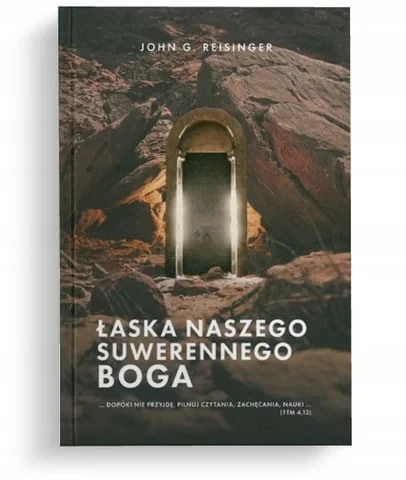 JOHN G. REISINGER
ŁASKA NASZEGO
SUWERENNEGO
BOGA
... DOPÓKI NIE PRZYJDĘ, PILNUJ CZYTANIA, ZACHĘCANIA, NAUKI ...
(1TM 4,13)